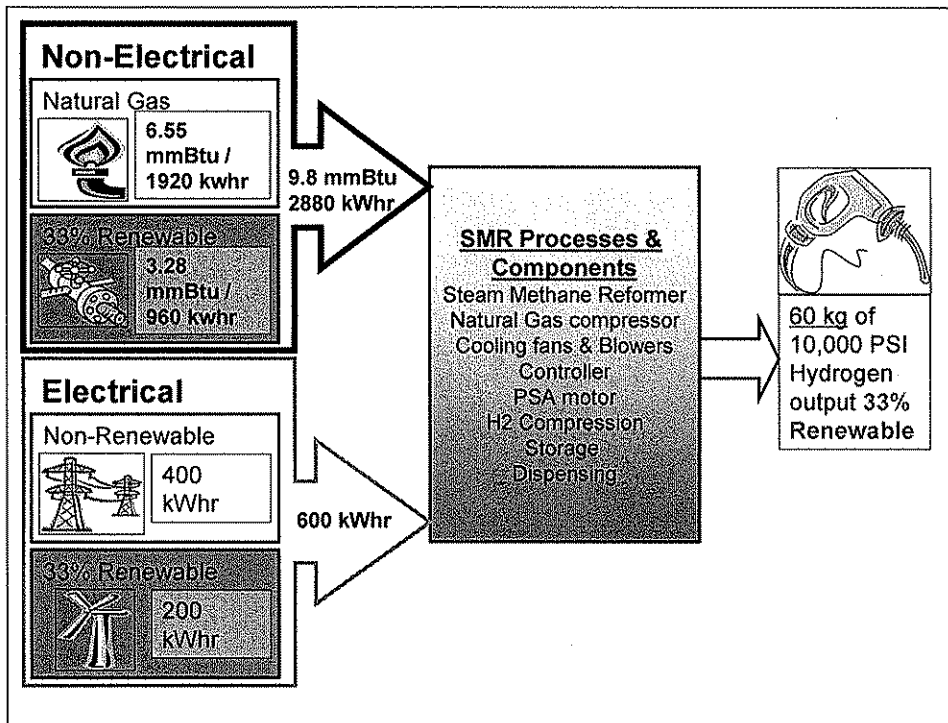 Non-Electrical
Natural Gas
6.55
mmBtu /
1920 kwhr
33% Renewable
3.28
mmBtu /
960 kwhr
9.8 mmBtu
2880 kWhr
Electrical
Non-Renewable
400
kWhr
33% Renewable
200
kWhr
600 kWhr
SMR Processes &
Components
Steam Methane Reformer
Natural Gas compressor
Cooling fans & Blowers
Controller
PSA motor
H2 Compression
Storage
Dispensing
60 kg of
10,000 PSI
Hydrogen
output 33%
Renewable